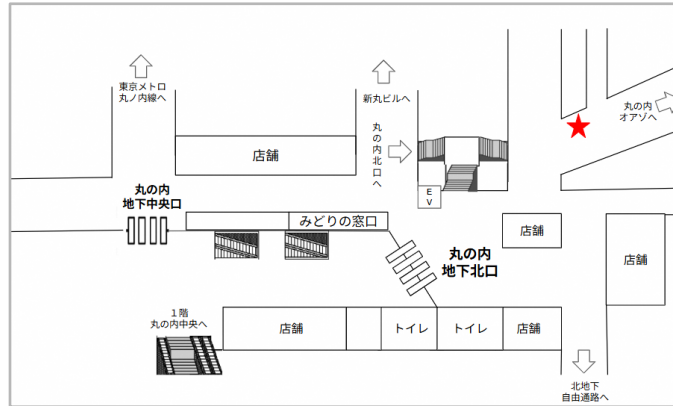 東京メトロ
丸ノ内線へ
新丸ビルへ
丸の内
オアゾへ
丸の内北口へ
店舗
丸の内
地下中央口
EV
みどりの窓口
店舗
丸の内
地下北口
店舗
1階
丸の内中央へ
店舗
トイレ
トイレ
店舗
北地下
自由通路へ